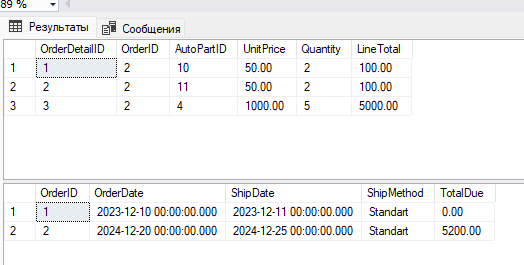 89 %
Результаты Сообщения
OrderDetailID OrderID AutoPartID UnitPrice Quantity LineTotal
1 1 2 10 50.00 2 100.00
2 2 2 11 50.00 2 100.00
3 3 2 4 1000.00 5 5000.00
OrderID OrderDate ShipDate ShipMethod TotalDue
1 1 2023-12-10 00:00:00.000 2023-12-11 00:00:00.000 Standart 0.00
2 2 2024-12-20 00:00:00.000 2024-12-25 00:00:00.000 Standart 5200.00